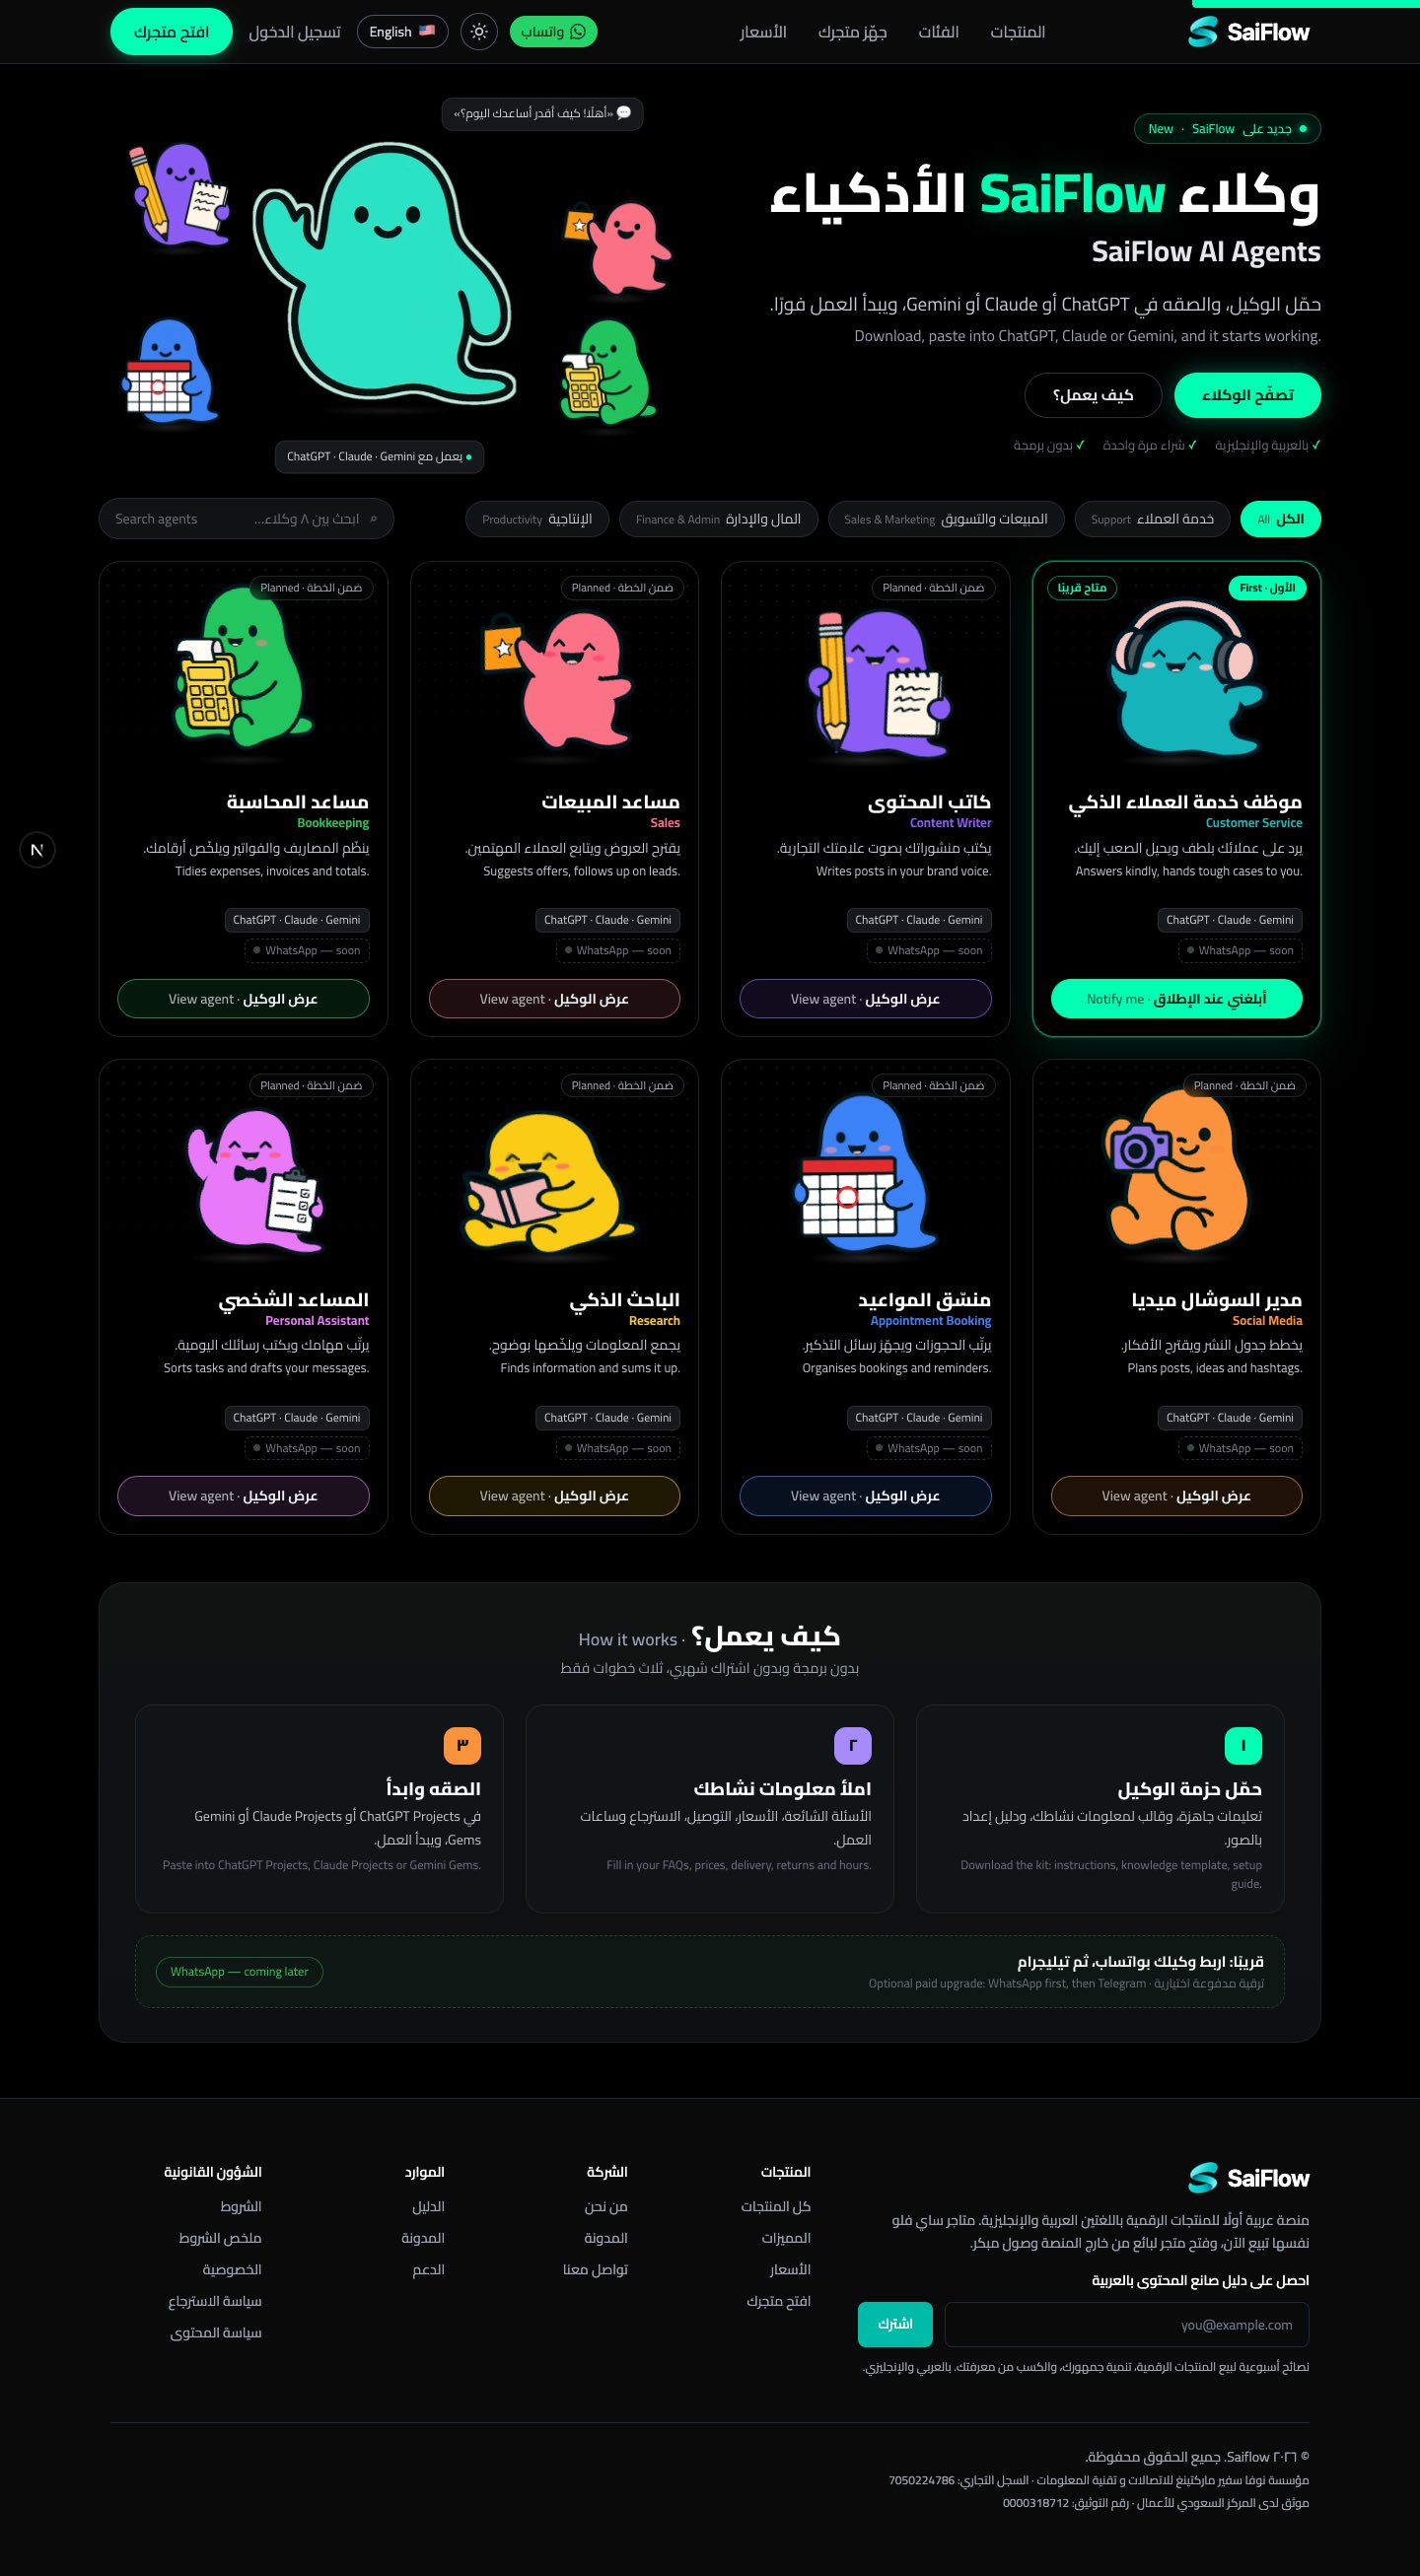 SaiFlow
المنتجات
الفئات
جهّز متجرك
الأسعار
واتساب
English
تسجيل الدخول
افتح متجرك
جديد على SaiFlow · New
وكلاء SaiFlow الأذكياء
SaiFlow AI Agents
حمّل الوكيل، والصقه في ChatGPT أو Claude أو Gemini، ويبدأ العمل فورًا.
Download, paste into ChatGPT, Claude or Gemini, and it starts working.
تصفّح الوكلاء
كيف يعمل؟
✓ بالعربية والإنجليزية
✓ شراء مرة واحدة
✓ بدون برمجة
«أهلًا! كيف أقدر أساعدك اليوم؟»
يعمل مع ChatGPT · Claude · Gemini
الكل All
خدمة العملاء Support
المبيعات والتسويق Sales & Marketing
المال والإدارة Finance & Admin
الإنتاجية Productivity
ابحث بين ٨ وكلاء… Search agents
الأول · First
متاح قريبًا
موظف خدمة العملاء الذكي
Customer Service
يرد على عملائك بلطف ويحيل الصعب إليك.
Answers kindly, hands tough cases to you.
ChatGPT · Claude · Gemini
WhatsApp — soon
أبلغني عند الإطلاق · Notify me
ضمن الخطة · Planned
كاتب المحتوى
Content Writer
يكتب منشوراتك بصوت علامتك التجارية.
Writes posts in your brand voice.
ChatGPT · Claude · Gemini
WhatsApp — soon
عرض الوكيل · View agent
ضمن الخطة · Planned
مساعد المبيعات
Sales
يقترح العروض ويتابع العملاء المهتمين.
Suggests offers, follows up on leads.
ChatGPT · Claude · Gemini
WhatsApp — soon
عرض الوكيل · View agent
ضمن الخطة · Planned
مساعد المحاسبة
Bookkeeping
ينظّم المصاريف والفواتير ويلخّص أرقامك.
Tidies expenses, invoices and totals.
ChatGPT · Claude · Gemini
WhatsApp — soon
عرض الوكيل · View agent
ضمن الخطة · Planned
مدير السوشال ميديا
Social Media
يخطط جدول النشر ويقترح الأفكار.
Plans posts, ideas and hashtags.
ChatGPT · Claude · Gemini
WhatsApp — soon
عرض الوكيل · View agent
ضمن الخطة · Planned
منسّق المواعيد
Appointment Booking
يرتّب الحجوزات ويجهّز رسائل التذكير.
Organises bookings and reminders.
ChatGPT · Claude · Gemini
WhatsApp — soon
عرض الوكيل · View agent
ضمن الخطة · Planned
الباحث الذكي
Research
يجمع المعلومات ويلخّصها بوضوح.
Finds information and sums it up.
ChatGPT · Claude · Gemini
WhatsApp — soon
عرض الوكيل · View agent
ضمن الخطة · Planned
المساعد الشخصي
Personal Assistant
يرتّب مهامك ويكتب رسائلك اليومية.
Sorts tasks and drafts your messages.
ChatGPT · Claude · Gemini
WhatsApp — soon
عرض الوكيل · View agent
N
كيف يعمل؟ · How it works
بدون برمجة وبدون اشتراك شهري، ثلاث خطوات فقط
١
حمّل حزمة الوكيل
تعليمات جاهزة، وقالب لمعلومات نشاطك، ودليل إعداد
بالصور.
Download the kit: instructions, knowledge template, setup
guide.
٢
املأ معلومات نشاطك
الأسئلة الشائعة، الأسعار، التوصيل، الاسترجاع وساعات
العمل.
Fill in your FAQs, prices, delivery, returns and hours.
٣
الصقه وابدأ
في ChatGPT Projects أو Claude Projects أو Gemini
Gems، ويبدأ العمل.
Paste into ChatGPT Projects, Claude Projects or Gemini Gems.
قريبًا: اربط وكيلك بواتساب، ثم تيليجرام
ترقية مدفوعة اختيارية · Optional paid upgrade: WhatsApp first, then Telegram
WhatsApp — coming later
SaiFlow
منصة عربية أولًا للمنتجات الرقمية باللغتين العربية والإنجليزية. متاجر ساي فلو
نفسها تبيع الآن، وفتح متجر لبائع من خارج المنصة وصول مبكر.
احصل على دليل صانع المحتوى بالعربية
you@example.com
اشترك
نصائح أسبوعية لبيع المنتجات الرقمية، تنمية جمهورك، والكسب من معرفتك. بالعربي والإنجليزي.
المنتجات
كل المنتجات
المميزات
الأسعار
افتح متجرك
الشركة
من نحن
المدونة
تواصل معنا
الموارد
الدليل
المدونة
الدعم
الشؤون القانونية
الشروط
ملخص الشروط
الخصوصية
سياسة الاسترجاع
سياسة المحتوى
© ٢٠٢٦ Saiflow. جميع الحقوق محفوظة.
مؤسسة نوفا سفير ماركتينغ للاتصالات و تقنية المعلومات · السجل التجاري: 7050224786
موثق لدى المركز السعودي للأعمال · رقم التوثيق: 0000318712